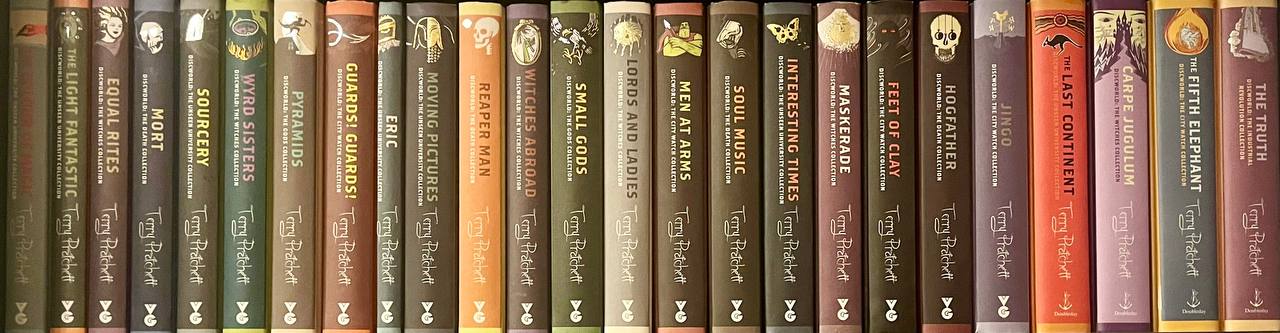 THE LIGHT FANTASTIC
DISCWORLD: THE UNSEEN UNIVERSITY COLLECTION
Terry Pratchett
EQUAL RITES
DISCWORLD: THE WITCHES COLLECTION
Terry Pratchett
MORT
DISCWORLD: THE DEATH COLLECTION
Terry Pratchett
SOURCERY
DISCWORLD: THE UNSEEN UNIVERSITY COLLECTION
Terry Pratchett
WYRD SISTERS
DISCWORLD: THE WITCHES COLLECTION
Terry Pratchett
PYRAMIDS
DISCWORLD: THE GODS COLLECTION
Terry Pratchett
GUARDS! GUARDS!
DISCWORLD: THE CITY WATCH COLLECTION
Terry Pratchett
ERIC
DISCWORLD: THE UNSEEN UNIVERSITY COLLECTION
Terry Pratchett
MOVING PICTURES
Terry Pratchett
REAPER MAN
DISCWORLD: THE DEATH COLLECTION
Terry Pratchett
WITCHES ABROAD
DISCWORLD: THE WITCHES COLLECTION
Terry Pratchett
SMALL GODS
DISCWORLD: THE GODS COLLECTION
Terry Pratchett
LORDS AND LADIES
DISCWORLD: THE WITCHES COLLECTION
Terry Pratchett
MEN AT ARMS
DISCWORLD: THE CITY WATCH COLLECTION
Terry Pratchett
SOUL MUSIC
DISCWORLD: THE DEATH COLLECTION
Terry Pratchett
INTERESTING TIMES
DISCWORLD: THE UNSEEN UNIVERSITY COLLECTION
Terry Pratchett
MASKERADE
DISCWORLD: THE WITCHES COLLECTION
Terry Pratchett
FEET OF CLAY
DISCWORLD: THE CITY WATCH COLLECTION
Terry Pratchett
HOGFATHER
DISCWORLD: THE DEATH COLLECTION
Terry Pratchett
JINGO
DISCWORLD: THE CITY WATCH COLLECTION
Terry Pratchett
THE LAST CONTINENT
DISCWORLD: THE UNSEEN UNIVERSITY COLLECTION
Terry Pratchett
Doubleday
CARPE JUGULUM
DISCWORLD: THE WITCHES COLLECTION
Terry Pratchett
Doubleday
THE FIFTH ELEPHANT
DISCWORLD: THE CITY WATCH COLLECTION
Terry Pratchett
Doubleday
THE TRUTH
DISCWORLD: THE INDUSTRIAL
REVOLUTION COLLECTION
Terry Pratchett
Doubleday